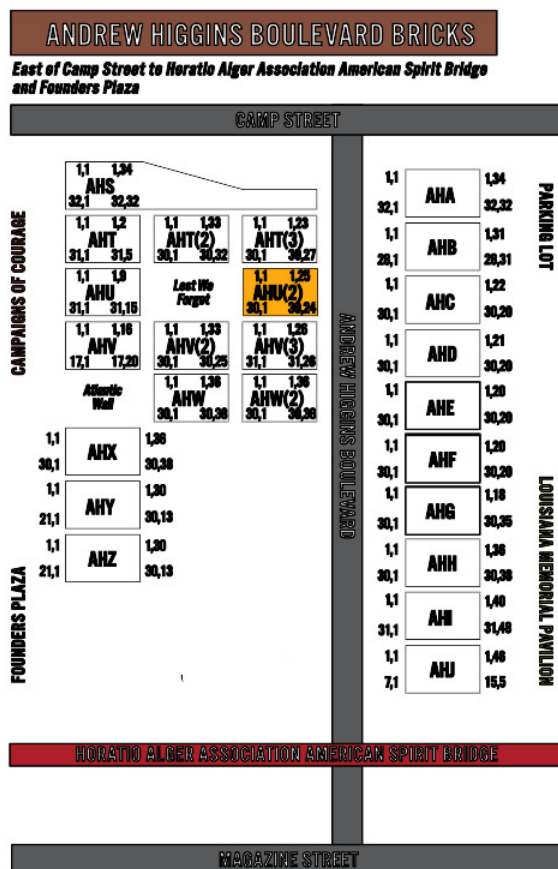 ANDREW HIGGINS BOULEVARD BRICKS
East of Camp Street to Horatio Alger Association American Spirit Bridge
and Founders Plaza
CAMP STREET
CAMPAIGNS OF COURAGE
FOUNDERS PLAZA
1,1 1,34
AHS
32,1 32,32
1,1 1,2
AHT
31,1 31,5
1,1 1,33
AHT(2)
30,1 30,32
1,1 1,23
AHT(3)
30,1 30,27
1,1 1,9
AHU
31,1 31,15
Lest We
Forget
1,1 1,25
AHU(2)
30,1 30,24
1,1 1,16
AHV
17,1 17,20
1,1 1,33
AHV(2)
30,1 30,25
1,1 1,26
AHV(3)
31,1 31,26
Atlantic
Wall
1,1 1,36
AHW
30,1 30,38
1,1 1,36
AHW(2)
30,1 30,38
1,1 1,36
AHX
30,1 30,38
1,1 1,30
AHY
21,1 30,13
1,1 1,30
AHZ
21,1 30,13
ANDREW HIGGINS BOULEVARD
1,1 1,34
AHA
32,1 32,32
1,1 1,31
AHB
28,1 28,31
1,1 1,22
AHC
30,1 30,20
1,1 1,21
AHD
30,1 30,20
1,1 1,20
AHE
30,1 30,20
1,1 1,20
AHF
30,1 30,20
1,1 1,18
AHG
30,1 30,35
1,1 1,36
AHH
30,1 30,38
1,1 1,40
AHI
31,1 31,48
1,1 1,48
AHJ
7,1 15,5
PARKING LOT
LOUISIANA MEMORIAL PAVILION
HORATIO ALGER ASSOCIATION AMERICAN SPIRIT BRIDGE
MAGAZINE STREET